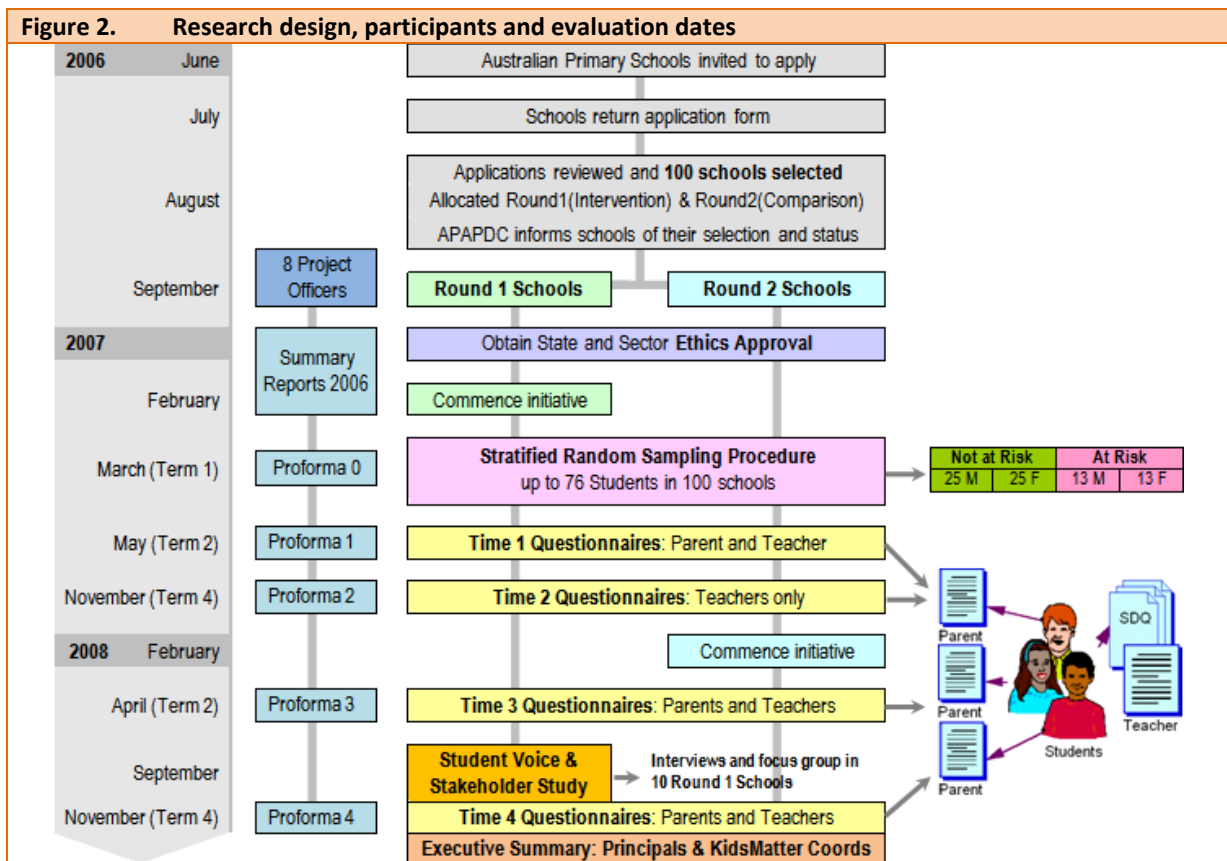 Figure 2. Research design, participants and evaluation dates
2006 June
Australian Primary Schools invited to apply
July
Schools return application form
August
Applications reviewed and 100 schools selected
Allocated Round1(Intervention) & Round2(Comparison)
APAPDC informs schools of their selection and status
September
8 Project
Officers
Round 1 Schools
Round 2 Schools
2007
Summary
Reports 2006
Obtain State and Sector Ethics Approval
February
Commence initiative
March (Term 1)
Proforma 0
Stratified Random Sampling Procedure
up to 76 Students in 100 schools
Not at Risk At Risk
25 M 25 F 13 M 13 F
May (Term 2)
Proforma 1
Time 1 Questionnaires: Parent and Teacher
November (Term 4)
Proforma 2
Time 2 Questionnaires: Teachers only
2008 February
Commence initiative
April (Term 2)
Proforma 3
Time 3 Questionnaires: Parents and Teachers
September
Student Voice &
Stakeholder Study
Interviews and focus group in
10 Round 1 Schools
November (Term 4)
Proforma 4
Time 4 Questionnaires: Parents and Teachers
Executive Summary: Principals & KidsMatter Coords
Parent
SDQ
Parent
Teacher
Students
Parent